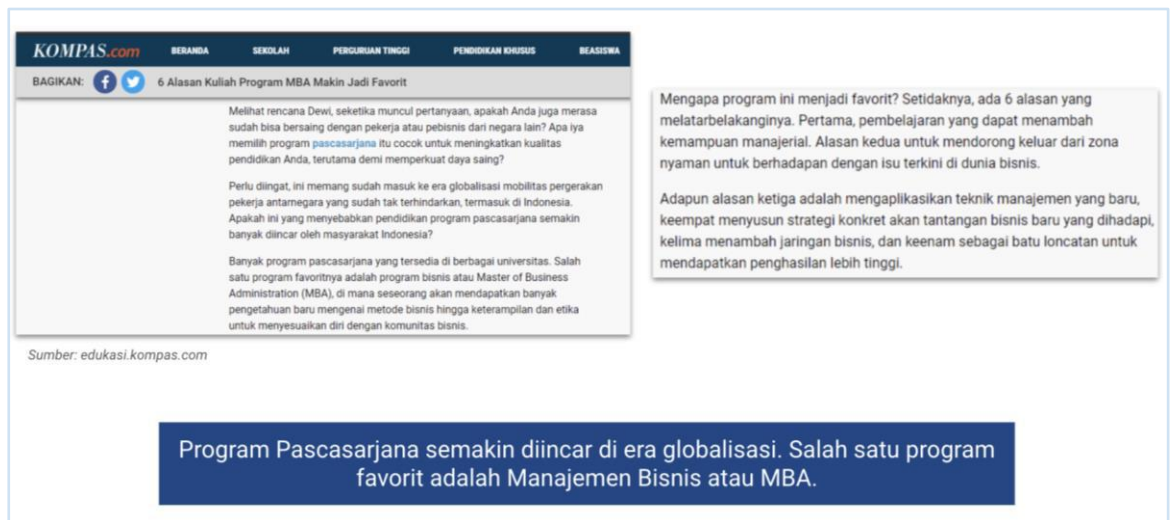 KOMPAS.com BERANDA SEKOLAH PERGURUAN TINGGI PENDIDIKAN KHUSUS BEASISWA
BAGIKAN: 6 Alasan Kuliah Program MBA Makin Jadi Favorit
Melihat rencana Dewi, seketika muncul pertanyaan, apakah Anda juga merasa
sudah bisa bersaing dengan pekerja atau pebisnis dari negara lain? Apa iya
memilih program pascasarjana itu cocok untuk meningkatkan kualitas
pendidikan Anda, terutama demi memperkuat daya saing?
Perlu diingat, ini memang sudah masuk ke era globalisasi mobilitas pergerakan
pekerja antarnegara yang sudah tak terhindarkan, termasuk di Indonesia.
Apakah ini yang menyebabkan pendidikan program pascasarjana semakin
banyak diincar oleh masyarakat Indonesia?
Banyak program pascasarjana yang tersedia di berbagai universitas. Salah
satu program favoritnya adalah program bisnis atau Master of Business
Administration (MBA), di mana seseorang akan mendapatkan banyak
pengetahuan baru mengenai metode bisnis hingga keterampilan dan etika
untuk menyesuaikan diri dengan komunitas bisnis.
Sumber: edukasi.kompas.com
Mengapa program ini menjadi favorit? Setidaknya, ada 6 alasan yang
melatarbelakanginya. Pertama, pembelajaran yang dapat menambah
kemampuan manajerial. Alasan kedua untuk mendorong keluar dari zona
nyaman untuk berhadapan dengan isu terkini di dunia bisnis.
Adapun alasan ketiga adalah mengaplikasikan teknik manajemen yang baru,
keempat menyusun strategi konkret akan tantangan bisnis baru yang dihadapi,
kelima menambah jaringan bisnis, dan keenam sebagai batu loncatan untuk
mendapatkan penghasilan lebih tinggi.
Program Pascasarjana semakin diincar di era globalisasi. Salah satu program
favorit adalah Manajemen Bisnis atau MBA.